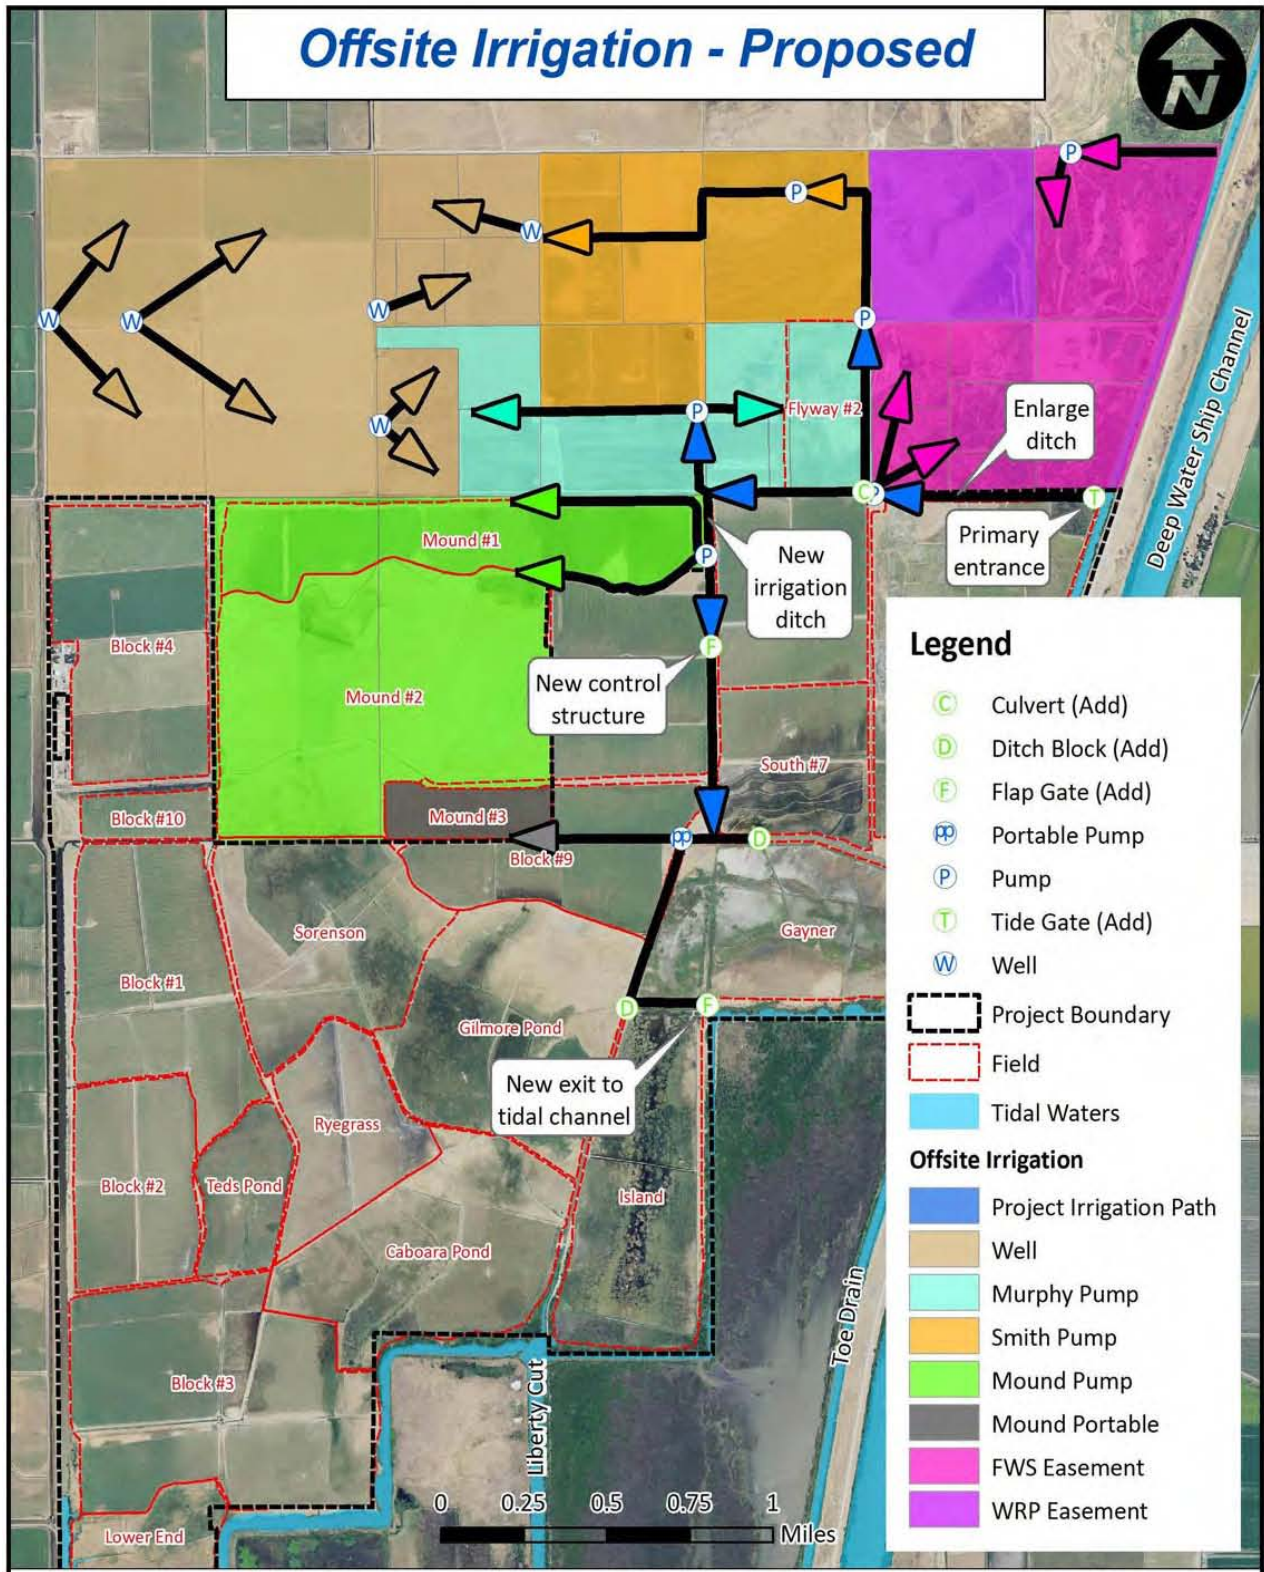 Offsite Irrigation - Proposed
N
P
P
W
W
W
W
P
W
P
Flyway #2
Enlarge
ditch
Deep Water Ship Channel
C
P
T
Primary
entrance
Mound #1
P
New
irrigation
ditch
F
New control
structure
Block #4
Mound #2
South #7
Block #10
Mound #3
pp
D
Block #9
Sorenson
Gayner
Block #1
Gilmore Pond
D
F
New exit to
tidal channel
Ryegrass
Block #2
Teds Pond
Island
Caboara Pond
Block #3
Liberty Cut
Toe Drain
Lower End
0 0.25 0.5 0.75 1
Miles
Legend
C Culvert (Add)
D Ditch Block (Add)
F Flap Gate (Add)
pp Portable Pump
P Pump
T Tide Gate (Add)
W Well
Project Boundary
Field
Tidal Waters
Offsite Irrigation
Project Irrigation Path
Well
Murphy Pump
Smith Pump
Mound Pump
Mound Portable
FWS Easement
WRP Easement